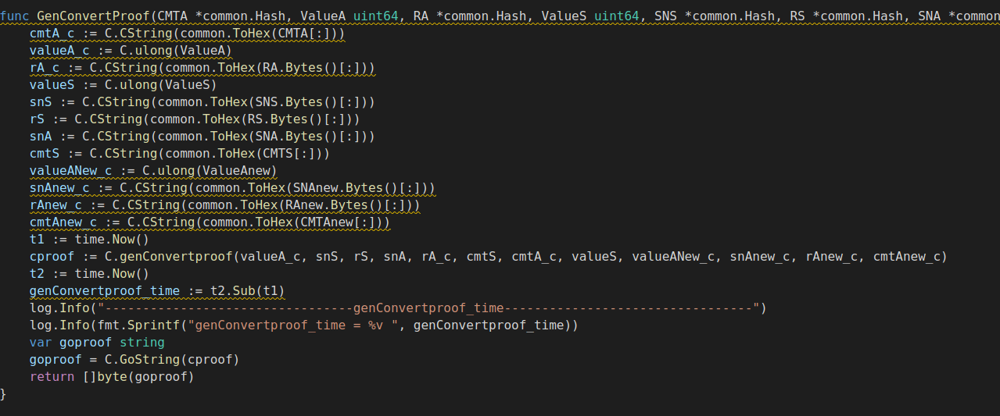 func GenConvertProof(CMTA *common.Hash, ValueA uint64, RA *common.Hash, ValueS uint64, SNS *common.Hash, RS *common.Hash, SNA *common
cmtA_c := C.CString(common.ToHex(CMTA[:]))
valueA_c := C.ulong(ValueA)
rA_c := C.CString(common.ToHex(RA.Bytes()[:]))
valueS := C.ulong(ValueS)
snS := C.CString(common.ToHex(SNS.Bytes()[:]))
rS := C.CString(common.ToHex(RS.Bytes()[:]))
snA := C.CString(common.ToHex(SNA.Bytes()[:]))
cmtS := C.CString(common.ToHex(CMTS[:]))
valueANew_c := C.ulong(ValueAnew)
snAnew_c := C.CString(common.ToHex(SNAnew.Bytes()[:]))
rAnew_c := C.CString(common.ToHex(RAnew.Bytes()[:]))
cmtAnew_c := C.CString(common.ToHex(CMTAnew[:]))
t1 := time.Now()
cproof := C.genConvertproof(valueA_c, snS, rS, snA, rA_c, cmtS, cmtA_c, valueS, valueANew_c, snAnew_c, rAnew_c, cmtAnew_c)
t2 := time.Now()
genConvertproof_time := t2.Sub(t1)
log.Info("---------------------------------genConvertproof_time---------------------------------")
log.Info(fmt.Sprintf("genConvertproof_time = %v ", genConvertproof_time))
var goproof string
goproof = C.GoString(cproof)
return []byte(goproof)
}